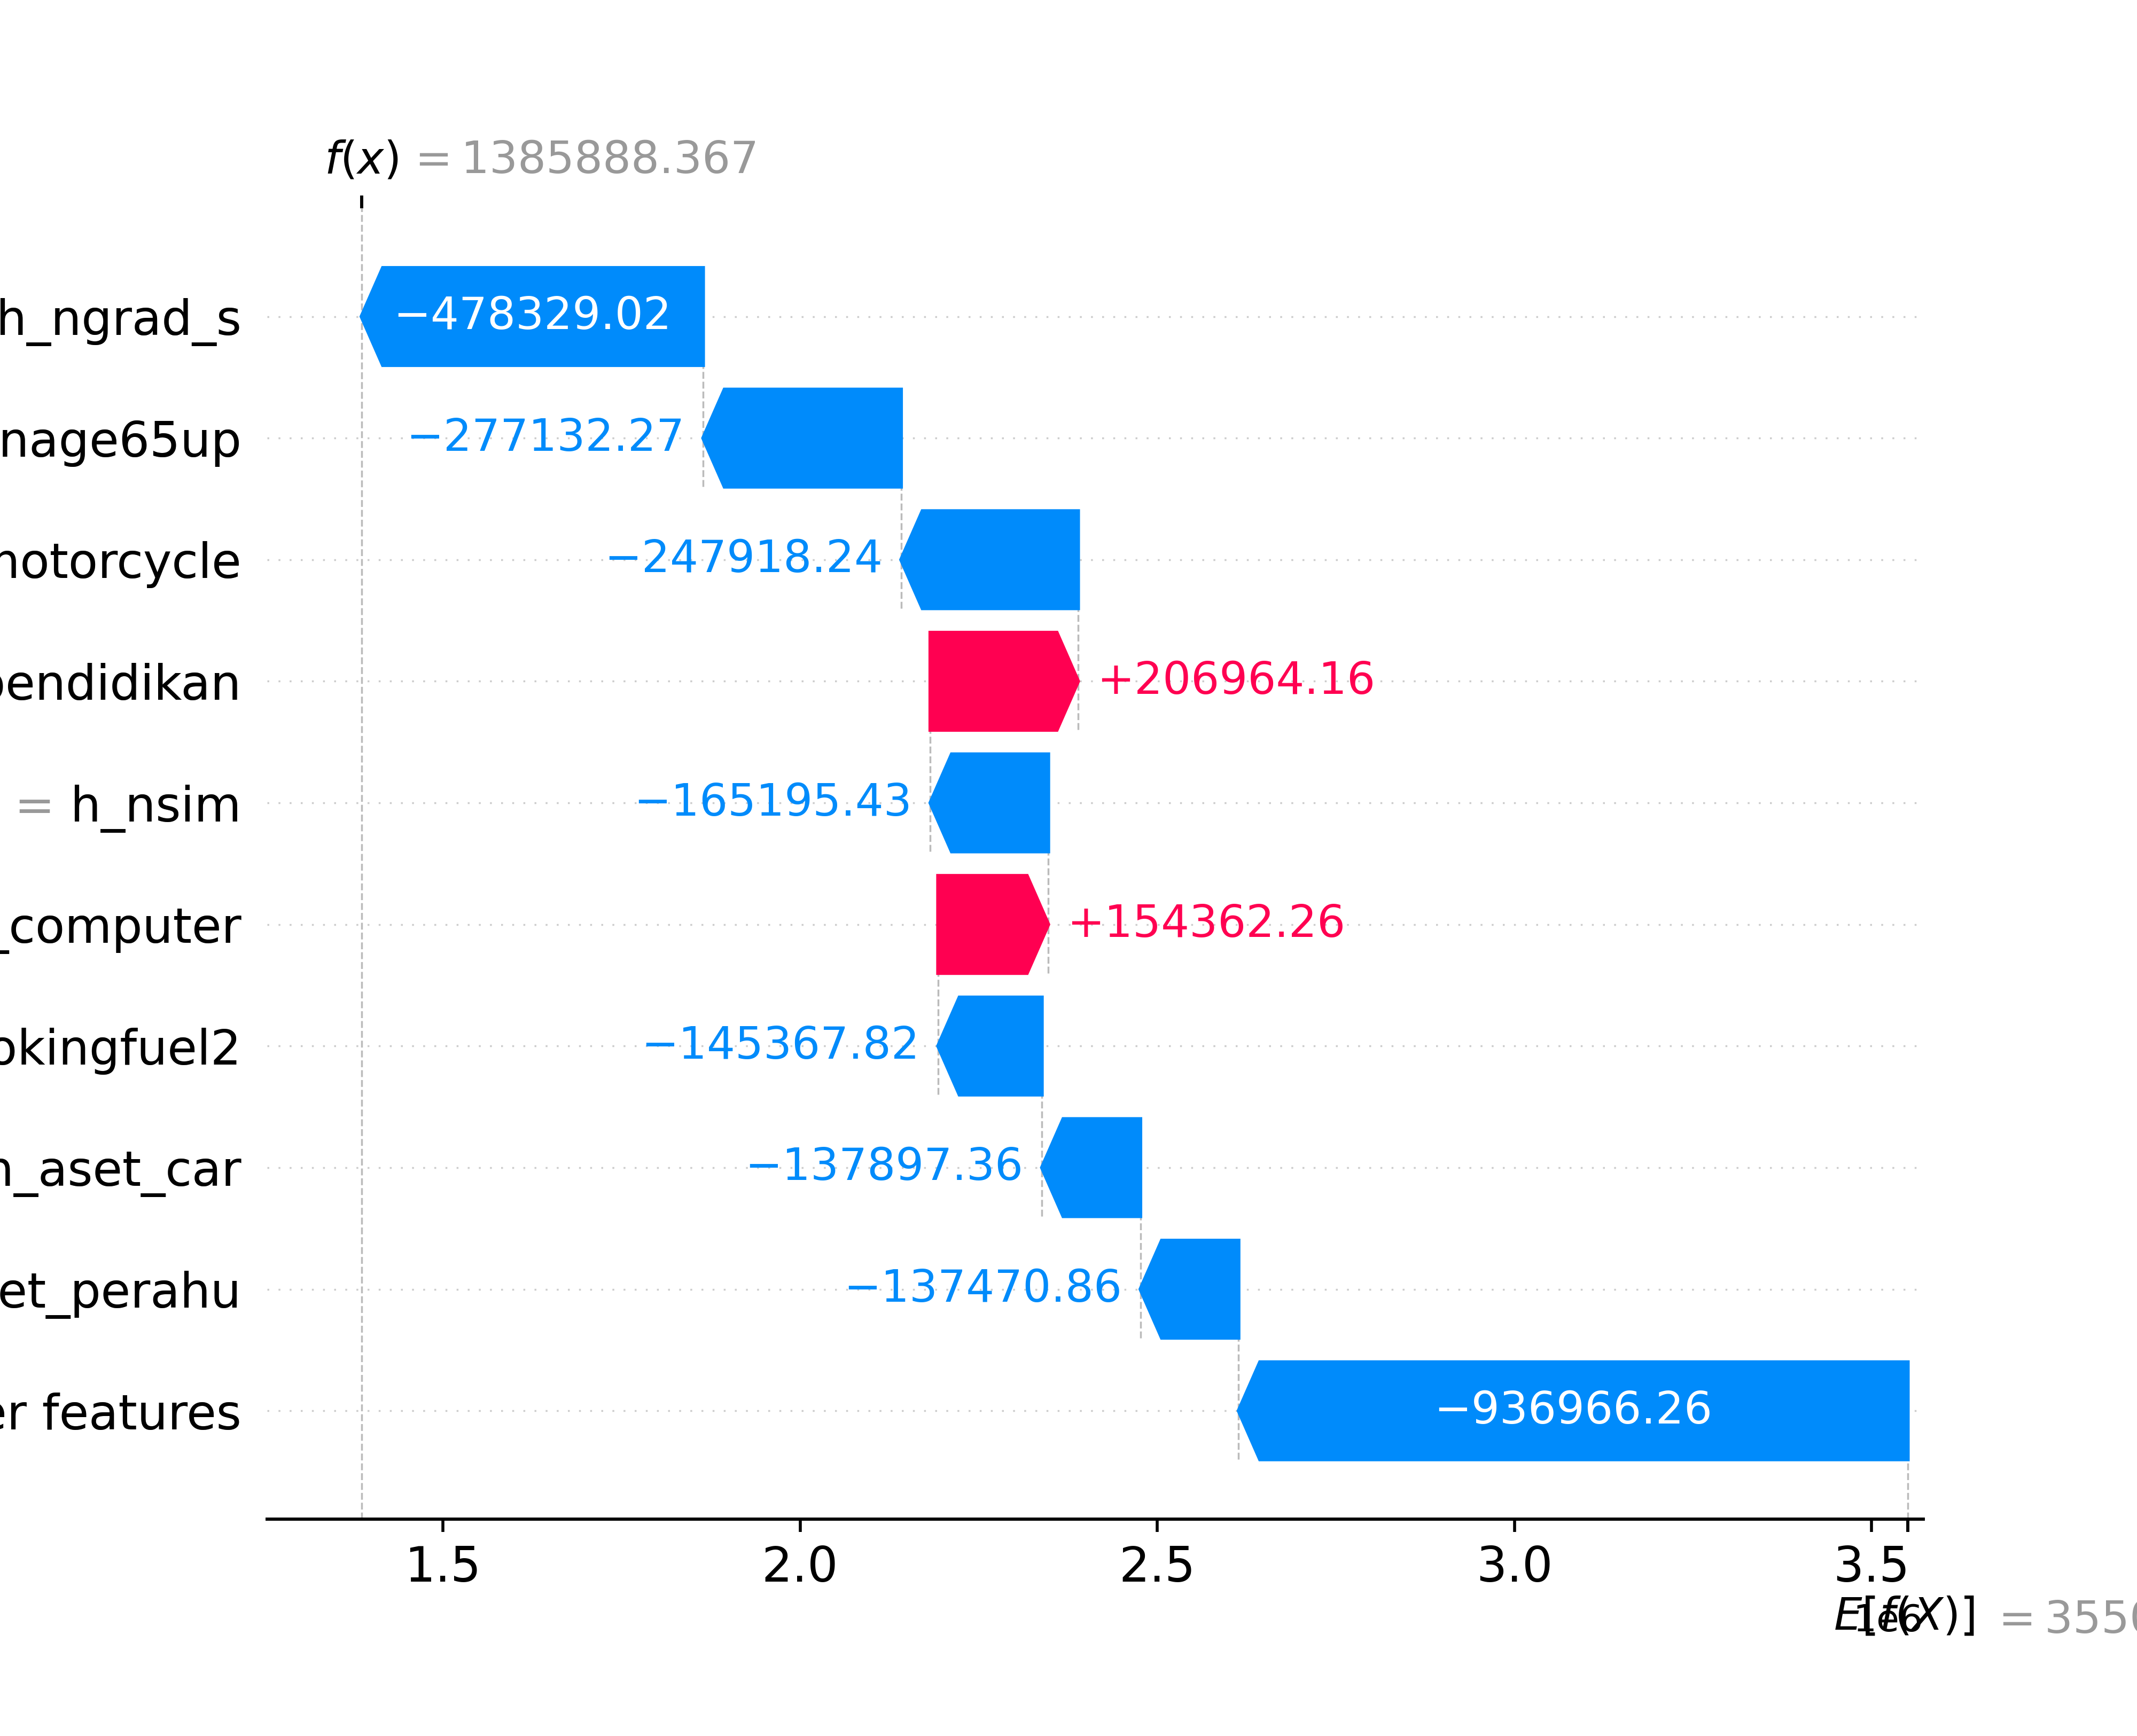 f(x) = 1385888.367
h_ngrad_s −478329.02
nage65up −277132.27
motorcycle −247918.24
pendidikan +206964.16
= h_nsim −165195.43
_computer +154362.26
okingfuel2 −145367.82
h_aset_car −137897.36
et_perahu −137470.86
er features −936966.26
1.5 2.0 2.5 3.0 3.5
1e6
E[f(X)] = 3550